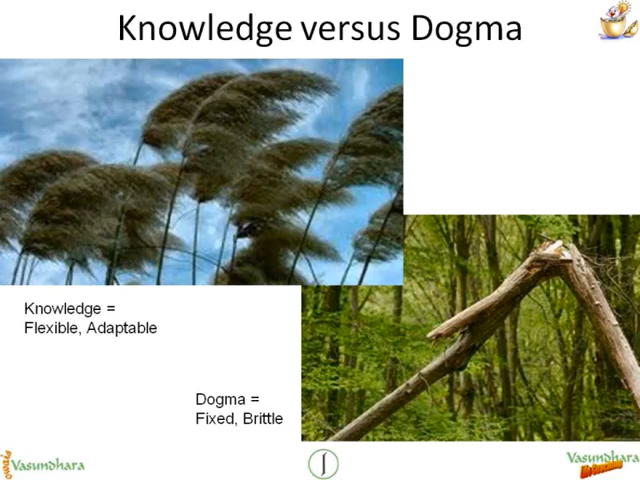 Knowledge versus Dogma
Knowledge =
Flexible, Adaptable
Dogma =
Fixed, Brittle
Vasundhara
Vasundhara